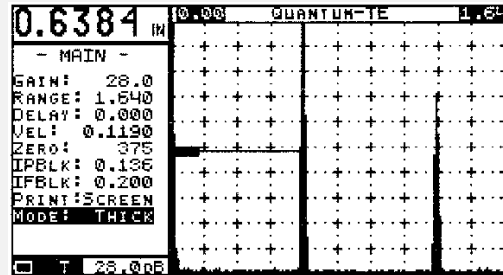 0.6384 IN
0.00 QUANTUM-TE 1.64
- MAIN -
GAIN: 28.0
RANGE: 1.640
DELAY: 0.000
VEL: 0.1190
ZERO: 375
IPBLK: 0.136
IFBLK: 0.200
PRINT:SCREEN
MODE: THICK
T 28.0DB